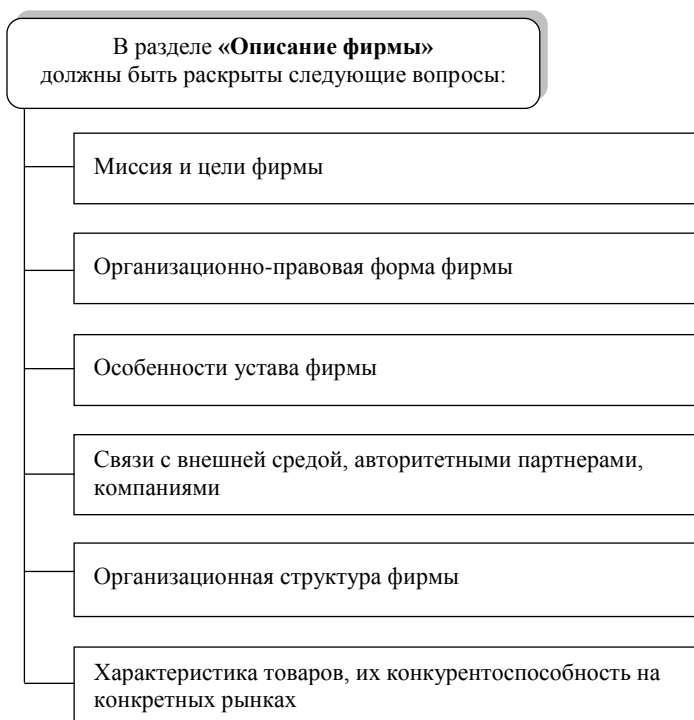 В разделе «Описание фирмы»
должны быть раскрыты следующие вопросы:
Миссия и цели фирмы
Организационно-правовая форма фирмы
Особенности устава фирмы
Связи с внешней средой, авторитетными партнерами,
компаниями
Организационная структура фирмы
Характеристика товаров, их конкурентоспособность на
конкретных рынках